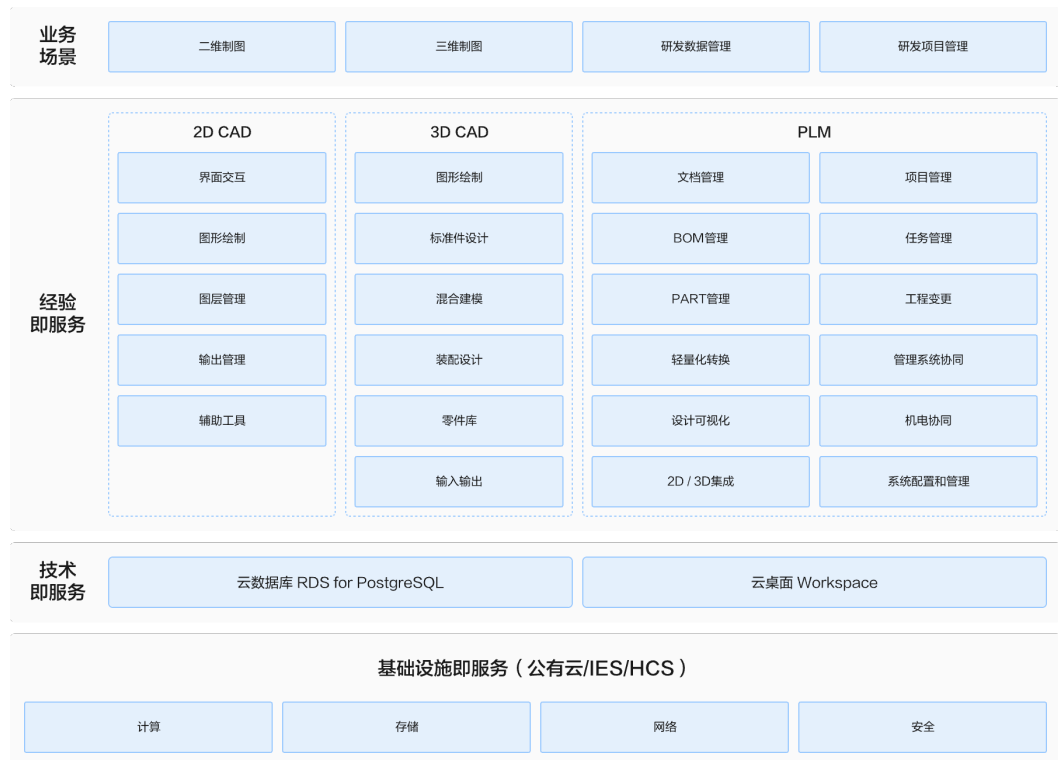 业务
场景
二维制图
三维制图
研发数据管理
研发项目管理
经验
即服务
2D CAD
界面交互
图形绘制
图层管理
输出管理
辅助工具
3D CAD
图形绘制
标准件设计
混合建模
装配设计
零件库
输入输出
PLM
文档管理
项目管理
BOM管理
任务管理
PART管理
工程变更
轻量化转换
管理系统协同
设计可视化
机电协同
2D / 3D集成
系统配置和管理
技术
即服务
云数据库 RDS for PostgreSQL
云桌面 Workspace
基础设施即服务（公有云/IES/HCS）
计算
存储
网络
安全